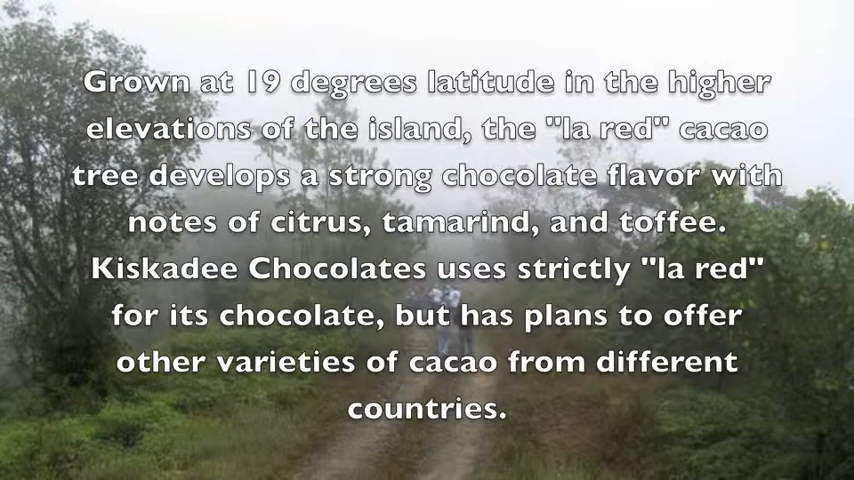 Grown at 19 degrees latitude in the higher
elevations of the island, the "la red" cacao
tree develops a strong chocolate flavor with
notes of citrus, tamarind, and toffee.
Kiskadee Chocolates uses strictly "la red"
for its chocolate, but has plans to offer
other varieties of cacao from different
countries.